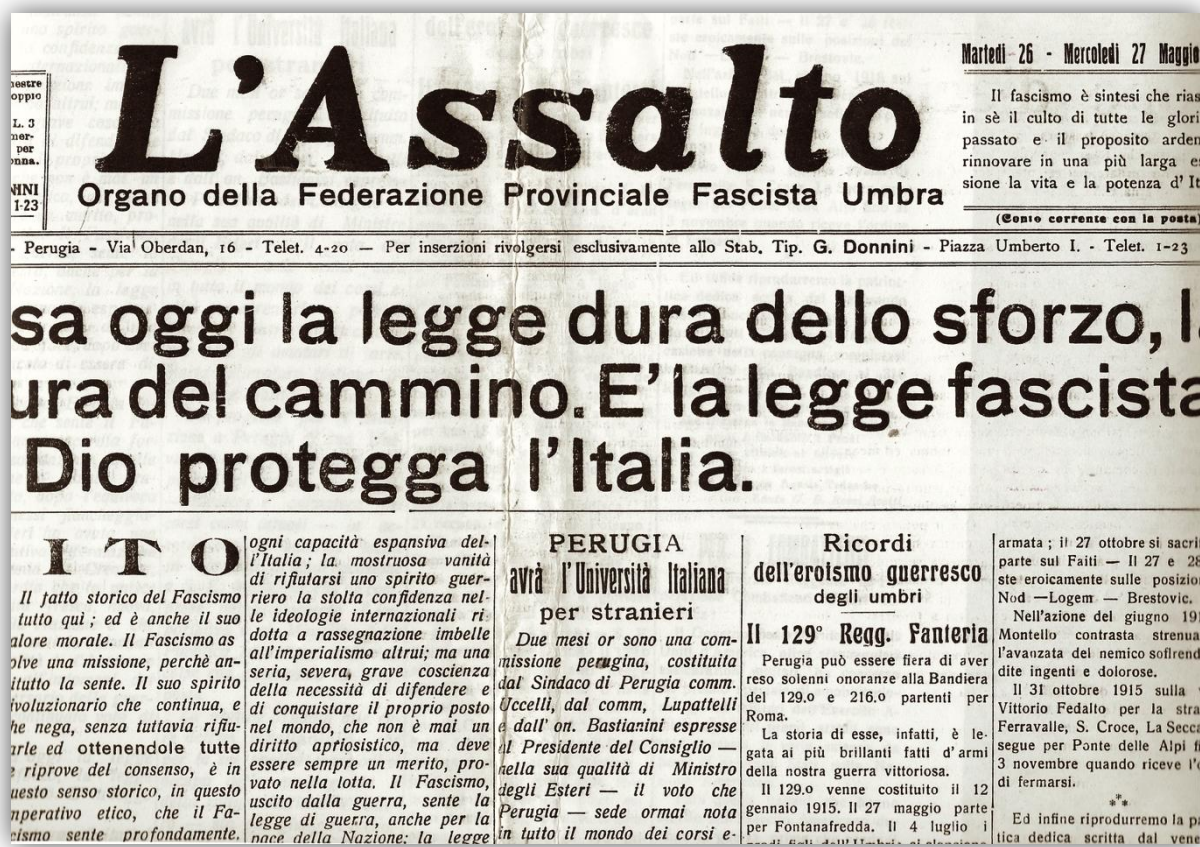 L'Assalto
Organo della Federazione Provinciale Fascista Umbra
L. 3
per
1-23
Martedì 26 - Mercoledì 27 Maggio
Il fascismo è sintesi che
in sè il culto di tutte le
passato e il proposito
rinnovare in una più larga
sione la vita e la potenza d'
(Conto corrente con la posta)
- Perugia - Via Oberdan, 16 - Telet. 4-20 — Per inserzioni rivolgersi esclusivamente allo Stab. Tip. G. Donnini - Piazza Umberto I. - Telet. 1-23
sa oggi la legge dura dello sforzo,
ura del cammino. E' la legge fascista
Dio protegga l'Italia.
ITO
Il fatto storico del Fascismo
tutto qui ; ed è anche il suo
alore morale. Il Fascismo as
olve una missione, perchè an-
itutto la sente. Il suo spirito
ivoluzionario che continua, e
he nega, senza tuttavia rifiu-
arle ed ottenendole tutte
riprove del consenso, è in
uesto senso storico, in questo
mperativo etico, che il Fa-
cismo sente profondamente.
ogni capacità espansiva del-
l'Italia ; la mostruosa vanità
di rifiutarsi uno spirito guer-
riero la stolta confidenza nel-
le ideologie internazionali ri-
dotta a rassegnazione imbelle
all'imperialismo altrui; ma una
seria, severa, grave coscienza
della necessità di difendere e
di conquistare il proprio posto
nel mondo, che non è mai un
diritto apriosistico, ma deve
essere sempre un merito, pro-
vato nella lotta. Il Fascismo,
uscito dalla guerra, sente la
legge di guerra, anche per la
pace della Nazione; la legge
PERUGIA
avrà l'Università Italiana
per stranieri
Due mesi or sono una com-
missione perugina, costituita
dal Sindaco di Perugia comm.
Uccelli, dal comm, Lupattelli
e dall' on. Bastianini espresse
al Presidente del Consiglio —
nella sua qualità di Ministro
degli Esteri — il voto che
Perugia — sede ormai nota
in tutto il mondo dei corsi e-
Ricordi
dell'eroismo guerresco
degli umbri
Il 129° Regg. Fanteria
Perugia può essere fiera di aver
reso solenni onoranze alla Bandiera
del 129.o e 216.o partenti per
Roma.
La storia di esse, infatti, è le-
gata ai più brillanti fatti d'armi
della nostra guerra vittoriosa.
Il 129.o venne costituito il 12
gennaio 1915. Il 27 maggio parte
per Fontanafredda. Il 4 luglio i
armata ; il 27 ottobre si
parte sul Faiti — Il 27 e 28
ste eroicamente sulle
Nod —Logem — Brestovic.
Nell'azione del giugno
Montello contrasta
l'avanzata del nemico
dite ingenti e dolorose.
Il 31 ottobre 1915 sulla
Vittorio Fedalto per la
Ferravalle, S. Croce, La
segue per Ponte delle Alpi
3 novembre quando riceve
di fermarsi.
***
Ed infine riprodurremo la
tica dedica scritta dal